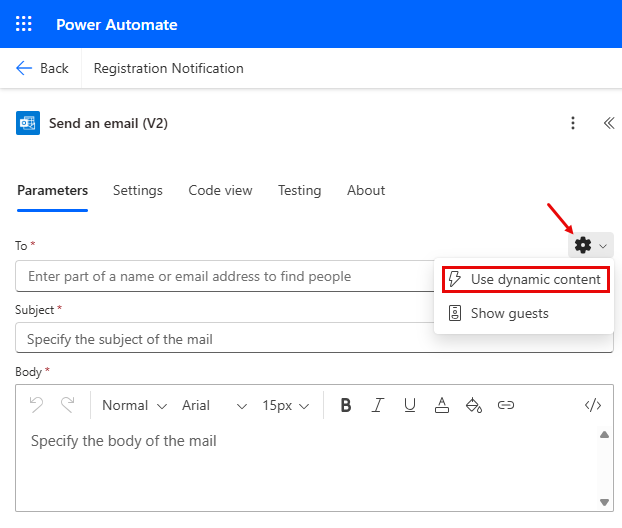 Power Automate
Back Registration Notification
Send an email (V2)
Parameters Settings Code view Testing About
To *
Enter part of a name or email address to find people
Use dynamic content
Show guests
Subject *
Specify the subject of the mail
Body *
Normal Arial 15px B I U A </>
Specify the body of the mail